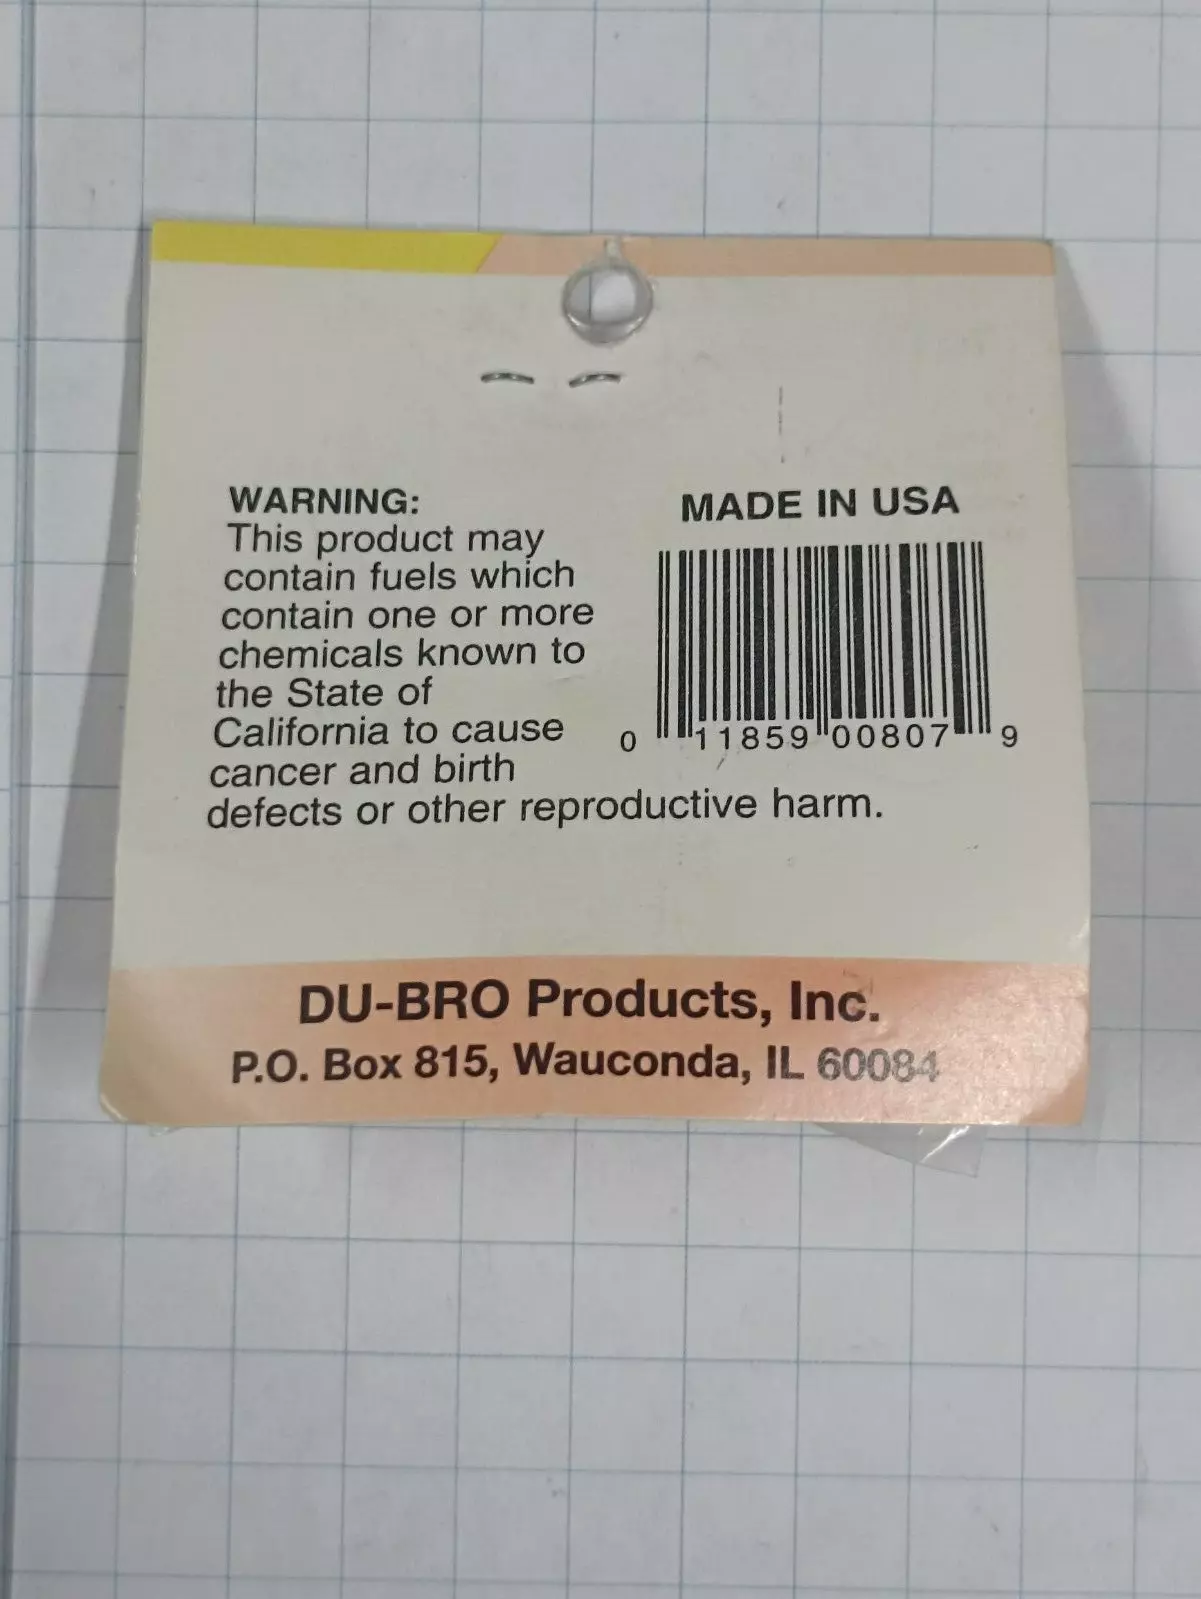 WARNING:
This product may
contain fuels which
contain one or more
chemicals known to
the State of
California to cause
cancer and birth
defects or other reproductive harm.
MADE IN USA
0 11859 00807 9
DU-BRO Products, Inc.
P.O. Box 815, Wauconda, IL 60084